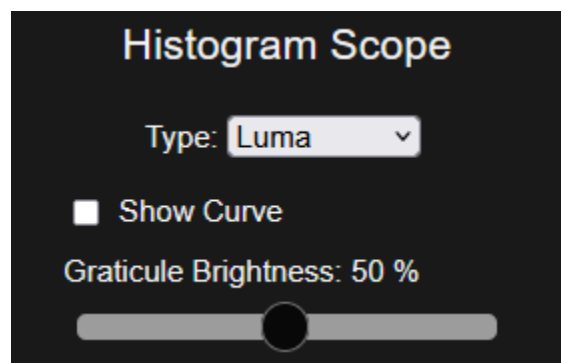 Histogram Scope
Type: Luma
Show Curve
Graticule Brightness: 50 %